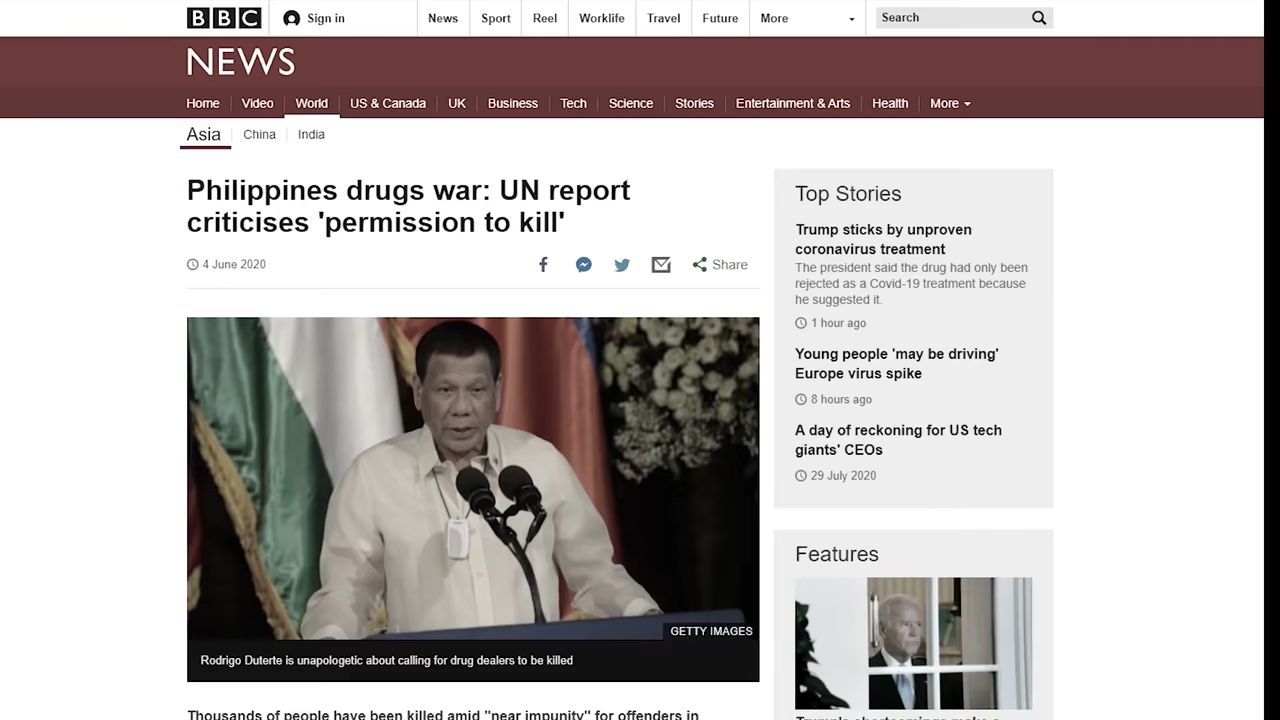 BBC Sign in News Sport Reel Worklife Travel Future More Search
NEWS
Home Video World US & Canada UK Business Tech Science Stories Entertainment & Arts Health More
Asia China India
Philippines drugs war: UN report
criticises 'permission to kill'
4 June 2020 Share
GETTY IMAGES
Rodrigo Duterte is unapologetic about calling for drug dealers to be killed
Thousands of people have been killed amid "near impunity" for offenders in
Top Stories
Trump sticks by unproven
coronavirus treatment
The president said the drug had only been
rejected as a Covid-19 treatment because
he suggested it.
1 hour ago
Young people 'may be driving'
Europe virus spike
8 hours ago
A day of reckoning for US tech
giants' CEOs
29 July 2020
Features